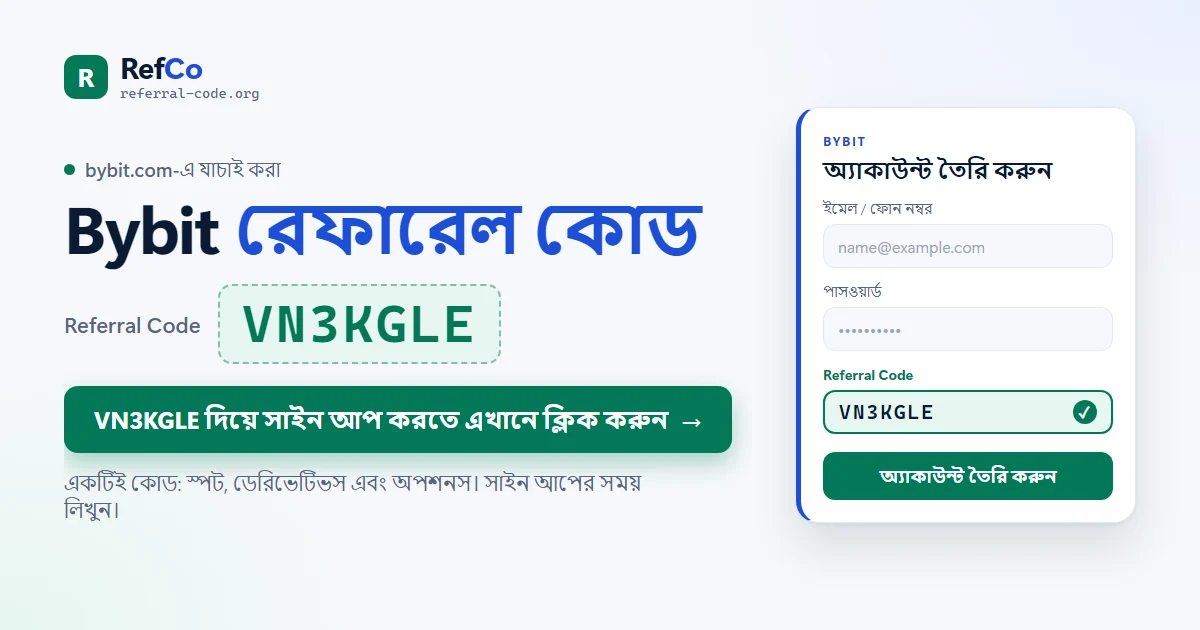 R
RefCo
referral-code.org
bybit.com-এ যাচাই করা
Bybit রেফারেল কোড
Referral Code
VN3KGLE
VN3KGLE দিয়ে সাইন আপ করতে এখানে ক্লিক করুন →
একটিই কোড: স্পট, ডেরিভেটিভস এবং অপশনস। সাইন আপের সময়
লিখুন।
BYBIT
অ্যাকাউন্ট তৈরি করুন
ইমেল / ফোন নম্বর
name@example.com
পাসওয়ার্ড
••••••••••
Referral Code
VN3KGLE ✓
অ্যাকাউন্ট তৈরি করুন